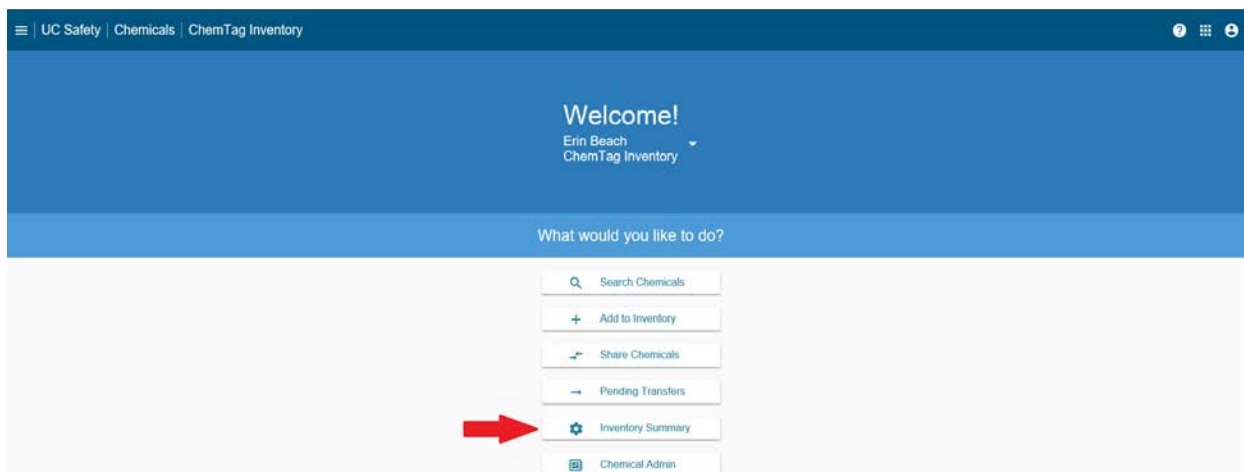 UC Safety | Chemicals | ChemTag Inventory
Welcome!
Erin Beach
ChemTag Inventory
What would you like to do?
Search Chemicals
Add to Inventory
Share Chemicals
Pending Transfers
Inventory Summary
Chemical Admin